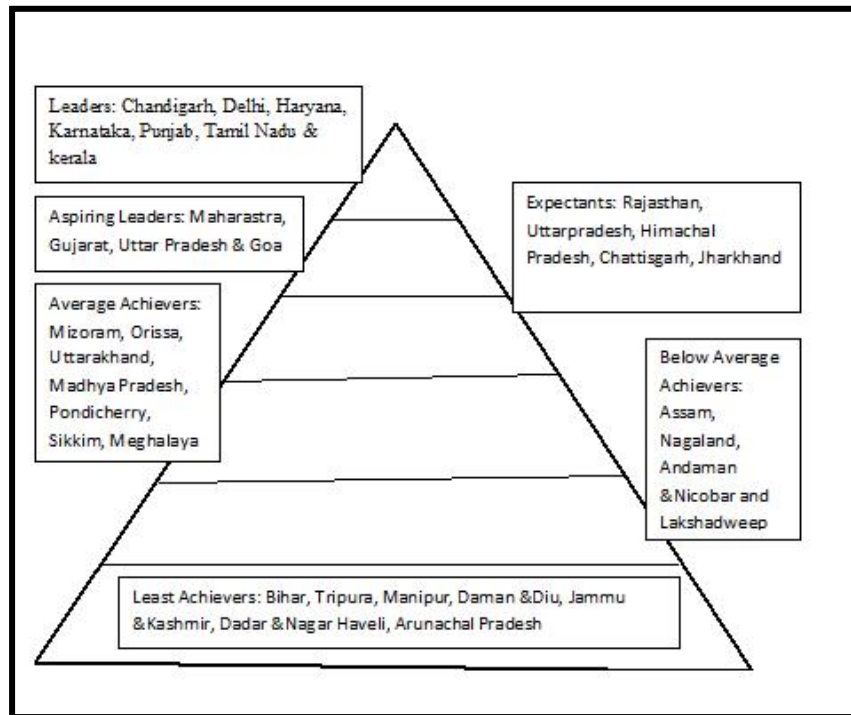 Leaders: Chandigarh, Delhi, Haryana,
Karnataka, Punjab, Tamil Nadu &
kerala
Aspiring Leaders: Maharastra,
Gujarat, Uttar Pradesh & Goa
Expectants: Rajasthan,
Uttarpradesh, Himachal
Pradesh, Chattisgarh, Jharkhand
Average Achievers:
Mizoram, Orissa,
Uttarakhand,
Madhya Pradesh,
Pondicherry,
Sikkim, Meghalaya
Below Average
Achievers:
Assam,
Nagaland,
Andaman
&Nicobar and
Lakshadweep
Least Achievers: Bihar, Tripura, Manipur, Daman &Diu, Jammu
&Kashmir, Dadar &Nagar Haveli, Arunachal Pradesh